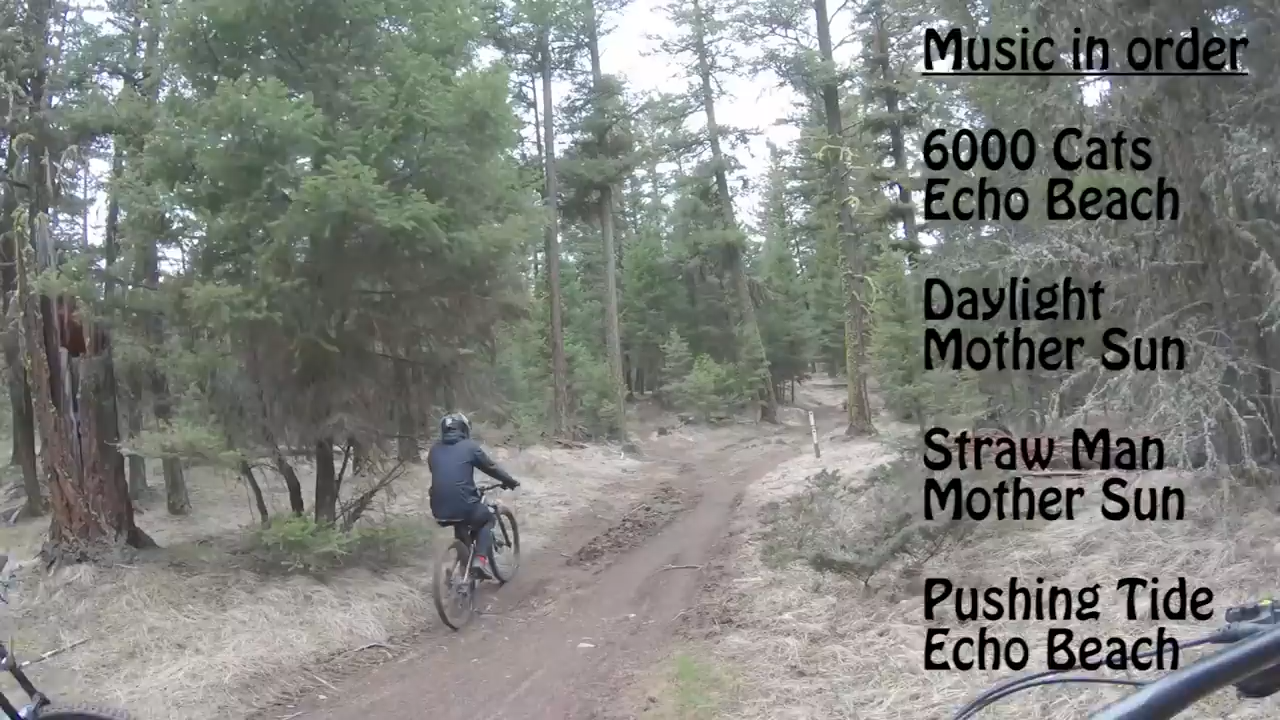 Music in order
6000 Cats
Echo Beach
Daylight
Mother Sun
Straw Man
Mother Sun
Pushing Tide
Echo Beach